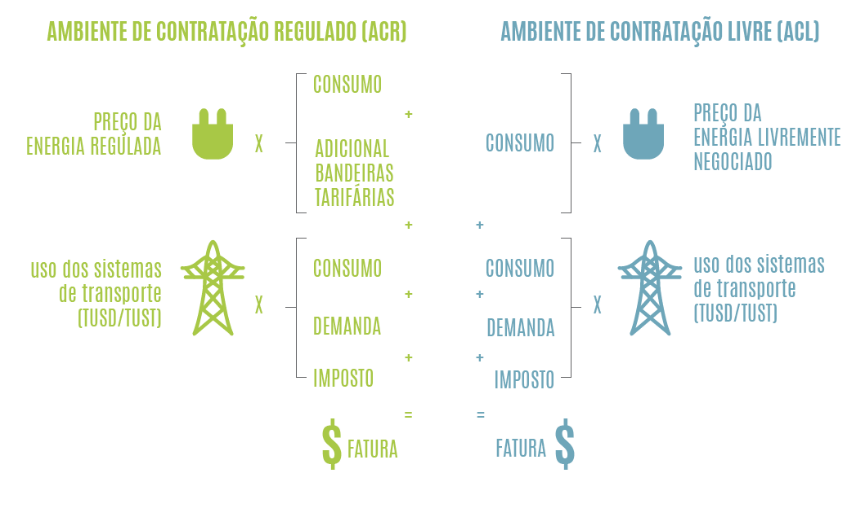 AMBIENTE DE CONTRATAÇÃO REGULADO (ACR)
PREÇO DA
ENERGIA REGULADA
X
CONSUMO
+
ADICIONAL
BANDEIRAS
TARIFÁRIAS
+
uso dos sistemas
de transporte
(TUSD/TUST)
X
CONSUMO
+
DEMANDA
+
IMPOSTO
=
$ FATURA
AMBIENTE DE CONTRATAÇÃO LIVRE (ACL)
CONSUMO
X
PREÇO DA
ENERGIA LIVREMENTE
NEGOCIADO
+
CONSUMO
+
DEMANDA
+
IMPOSTO
X
uso dos sistemas
de transporte
(TUSD/TUST)
=
FATURA $